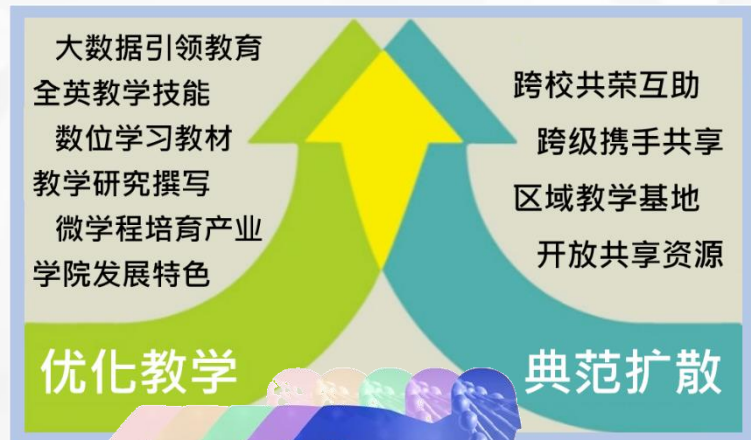 大数据引领教育
全英教学技能
数位学习教材
教学研究撰写
微学程培育产业
学院发展特色
优化教学
跨校共荣互助
跨级携手共享
区域教学基地
开放共享资源
典范扩散